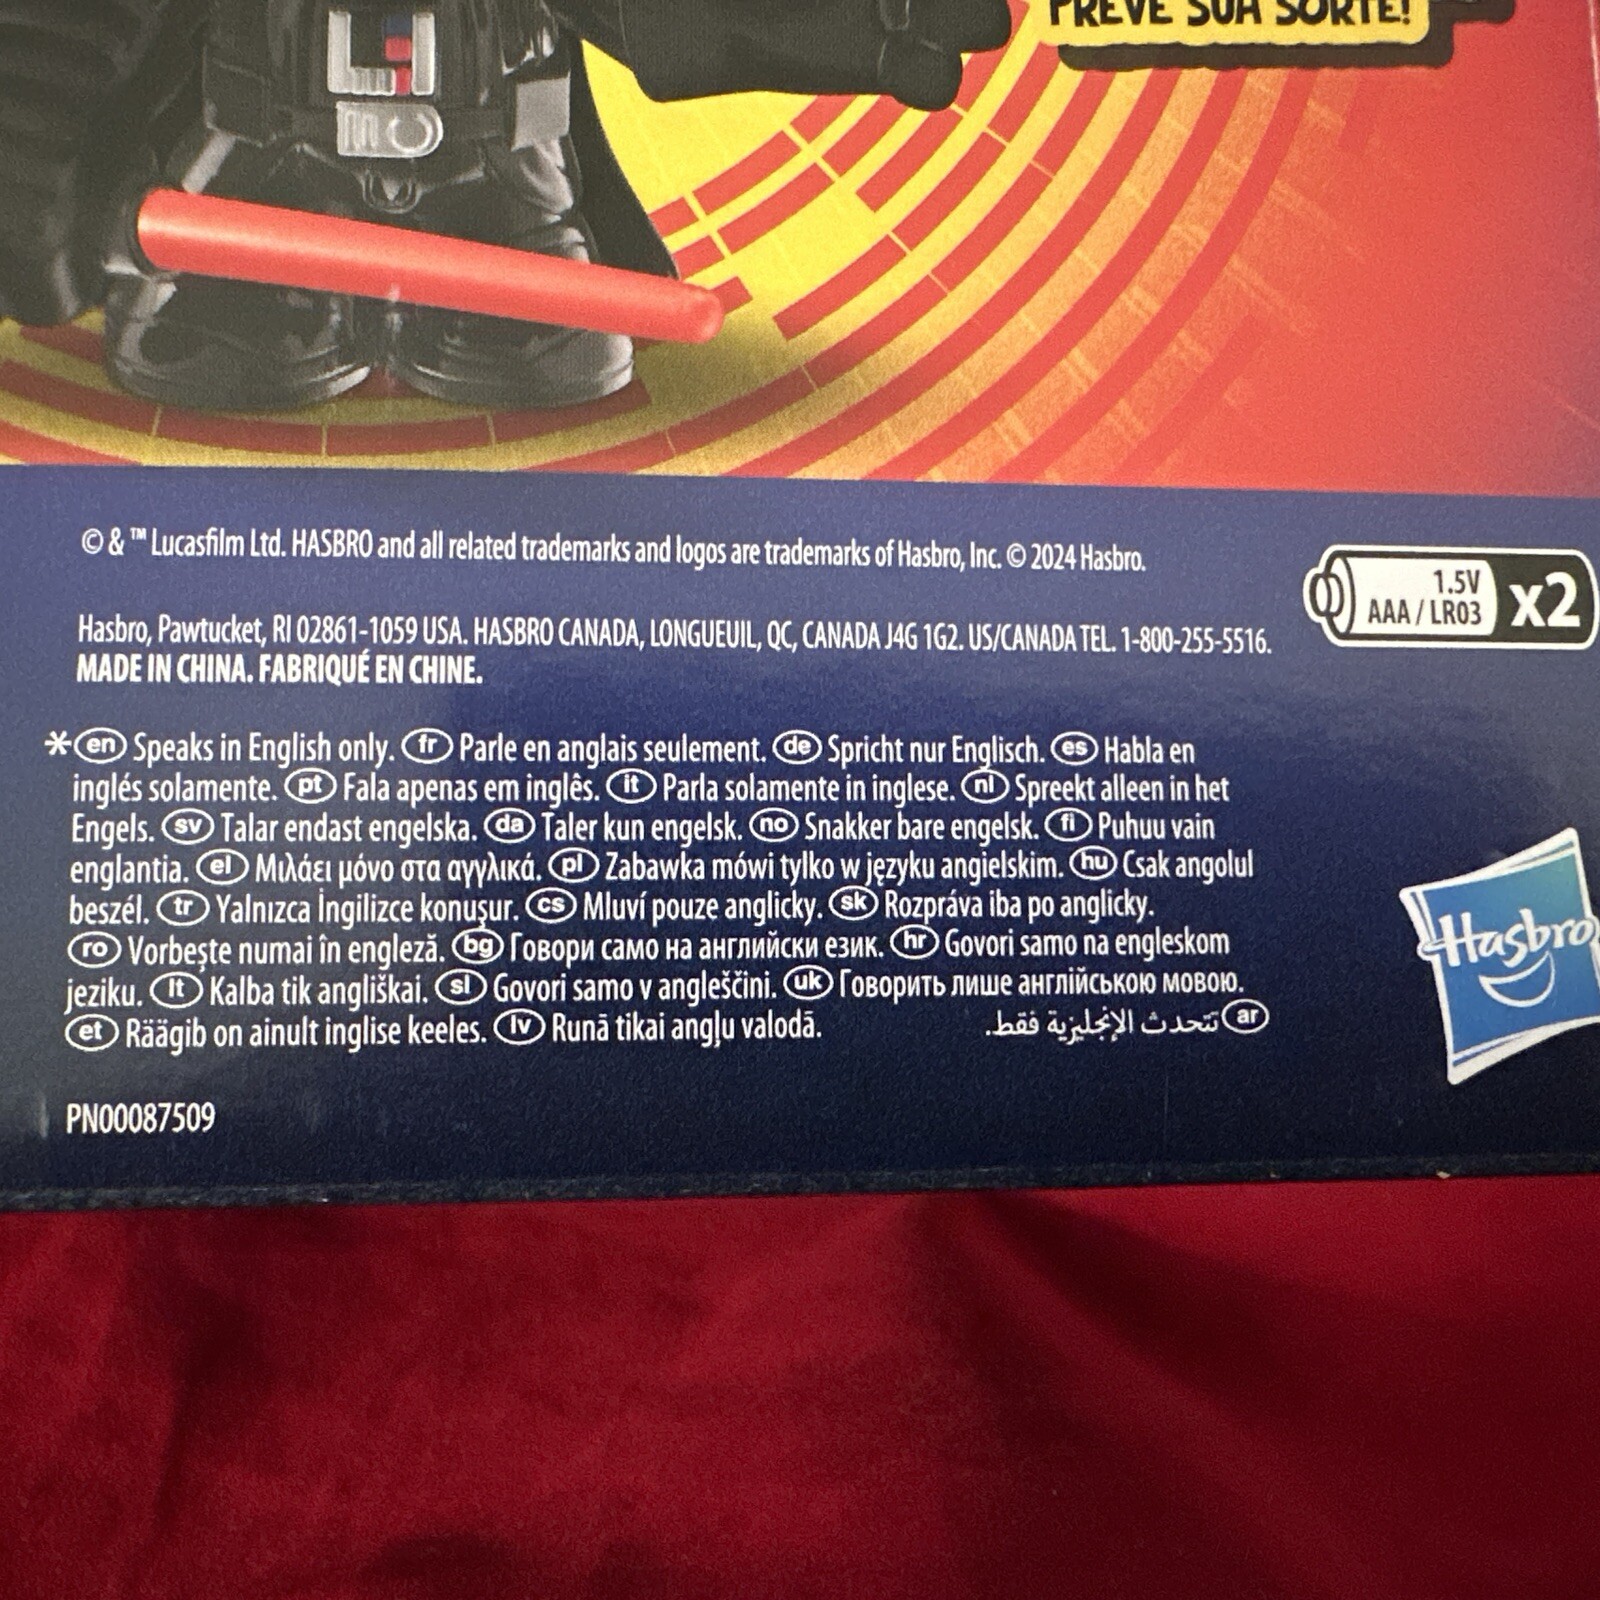 PREVÊ SUA SORTE!
© & ™ Lucasfilm Ltd. HASBRO and all related trademarks and logos are trademarks of Hasbro, Inc. © 2024 Hasbro.
1.5V
AAA / LR03
x2
Hasbro, Pawtucket, RI 02861-1059 USA. HASBRO CANADA, LONGUEUIL, QC, CANADA J4G 1G2. US/CANADA TEL. 1-800-255-5516.
MADE IN CHINA. FABRIQUÉ EN CHINE.
*en Speaks in English only. fr Parle en anglais seulement. de Spricht nur Englisch. es Habla en
inglés solamente. pt Fala apenas em inglês. it Parla solamente in inglese. nl Spreekt alleen in het
Engels. sv Talar endast engelska. da Taler kun engelsk. no Snakker bare engelsk. fi Puhuu vain
englantia. el Μιλάει μόνο στα αγγλικά. pl Zabawka mówi tylko w języku angielskim. hu Csak angolul
beszél. tr Yalnızca İngilizce konuşur. cs Mluví pouze anglicky. sk Rozpráva iba po anglicky.
ro Vorbește numai în engleză. bg Говори само на английски език. hr Govori samo na engleskom
jeziku. lt Kalba tik angliškai. sl Govori samo v angleščini. uk Говорить лише англійською мовою.
et Räägib on ainult inglise keeles. lv Runā tikai angļu valodā. ar تتحدث الإنجليزية فقط.
Hasbro
PN00087509